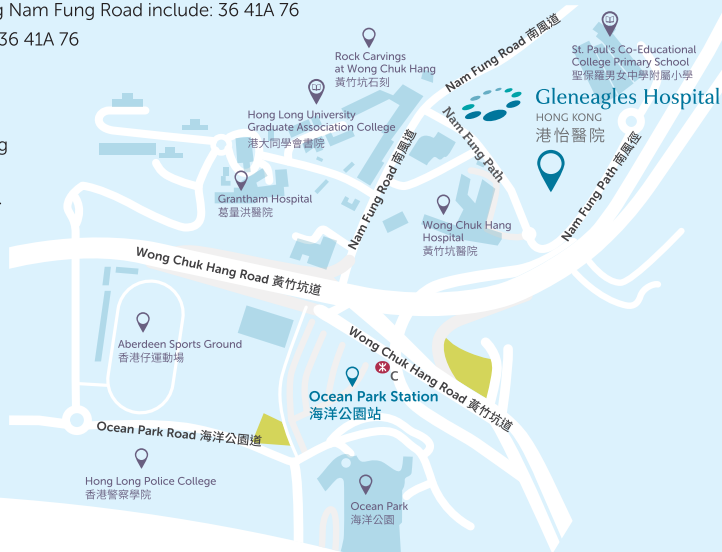 g Nam Fung Road include: 36 41A 76
36 41A 76
g
Rock Carvings
at Wong Chuk Hang
黃竹坑石刻
Nam Fung Road 南風道
St. Paul's Co-Educational
College Primary School
聖保羅男女中學附屬小學
Gleneagles Hospital
HONG KONG
港怡醫院
Hong Long University
Graduate Association College
港大同學會書院
Nam Fung Path
Nam Fung Road 南風道
Nam Fung Path 南風徑
Grantham Hospital
葛量洪醫院
Wong Chuk Hang
Hospital
黃竹坑醫院
Wong Chuk Hang Road 黃竹坑道
Aberdeen Sports Ground
香港仔運動場
Wong Chuk Hang Road 黃竹坑道
C
Ocean Park Station
海洋公園站
Ocean Park Road 海洋公園道
Hong Long Police College
香港警察學院
Ocean Park
海洋公園